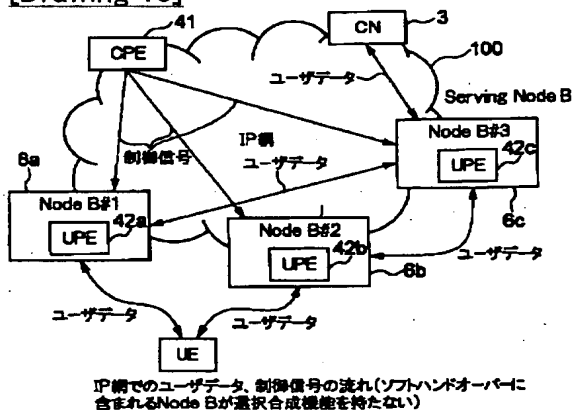 [Drawing 10]
41
CPE
CN
3
100
ユーザデータ
Serving Node B
制御信号
IP網
ユーザデータ
Node B#3
UPE
42c
6c
6a
Node B#1
UPE
42a
Node B#2
UPE
42b
6b
ユーザデータ
ユーザデータ
ユーザデータ
UE
IP網でのユーザデータ、制御信号の流れ(ソフトハンドオーバーに
含まれるNode Bが選択合成機能を持たない)